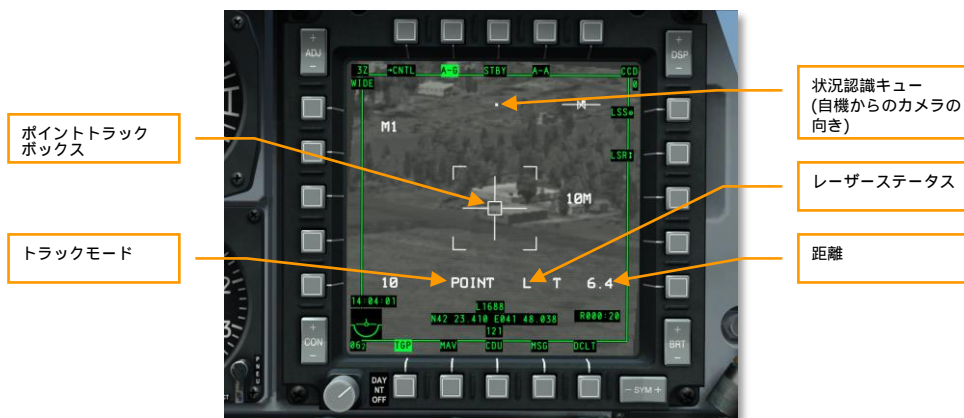 ADJ
DSP
3Z →CNTL A-G STBY A-A CCD
WIDE 0
状況認識キュー
(自機からのカメラの
向き)
LSS
M
M1
ポイントトラック
ボックス
LSR
レーザーステータス
10M
トラックモード
距離
10 POINT L T 6.4
14:04:01
L1688
N42 23.410 E041 48.038 R000:20
121
CON
BRT
TGP MAV CDU MSG DCLT
PNEU
DAY
NT
OFF
- SYM +